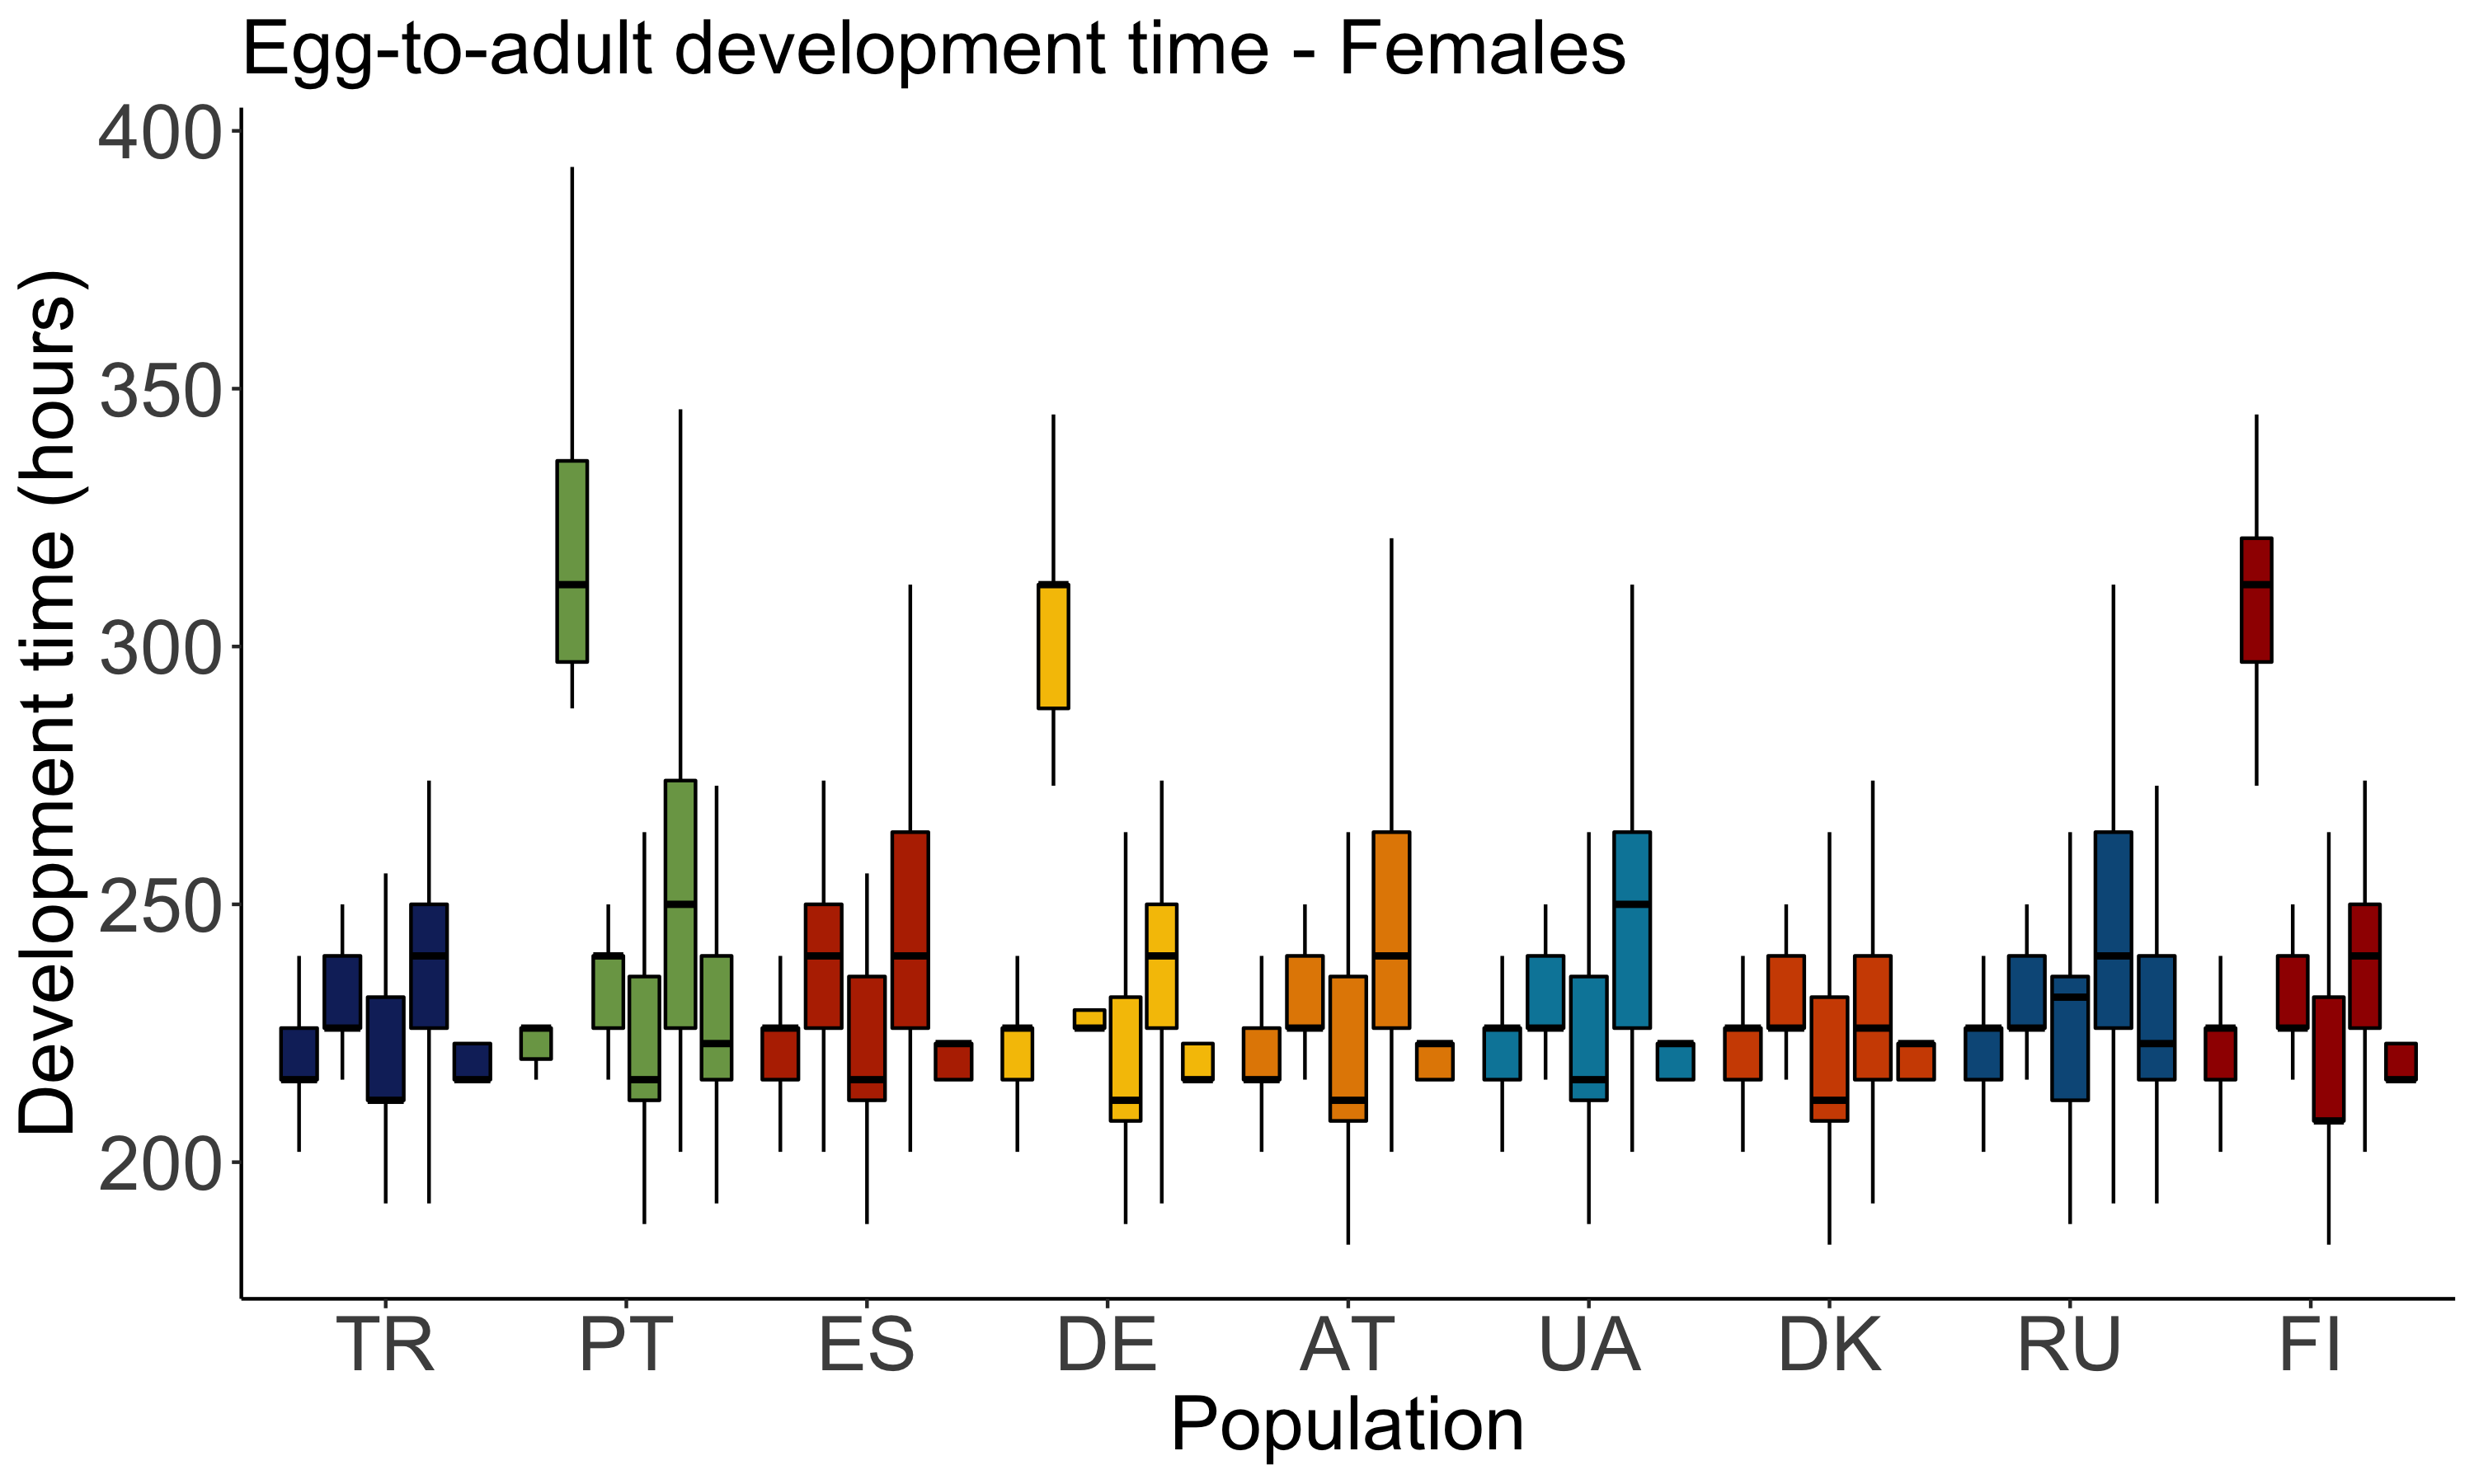 Egg-to-adult development time - Females
Development time (hours)
400
350
300
250
200
TR PT ES DE AT UA DK RU FI
Population